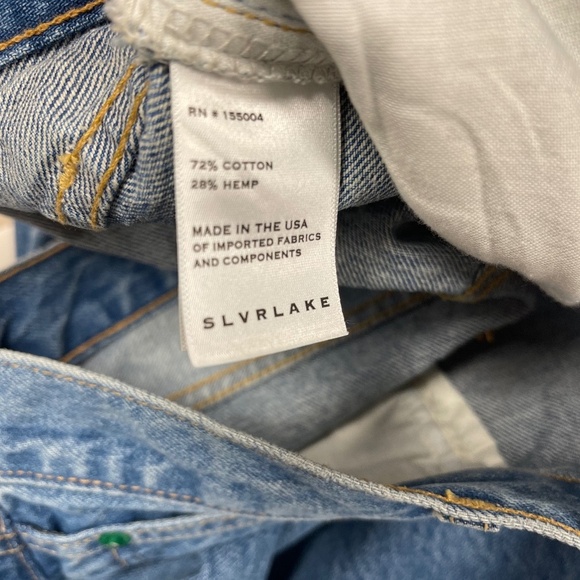 RN # 155004
72% COTTON
28% HEMP
MADE IN THE USA
OF IMPORTED FABRICS
AND COMPONENTS
SLVRLAKE